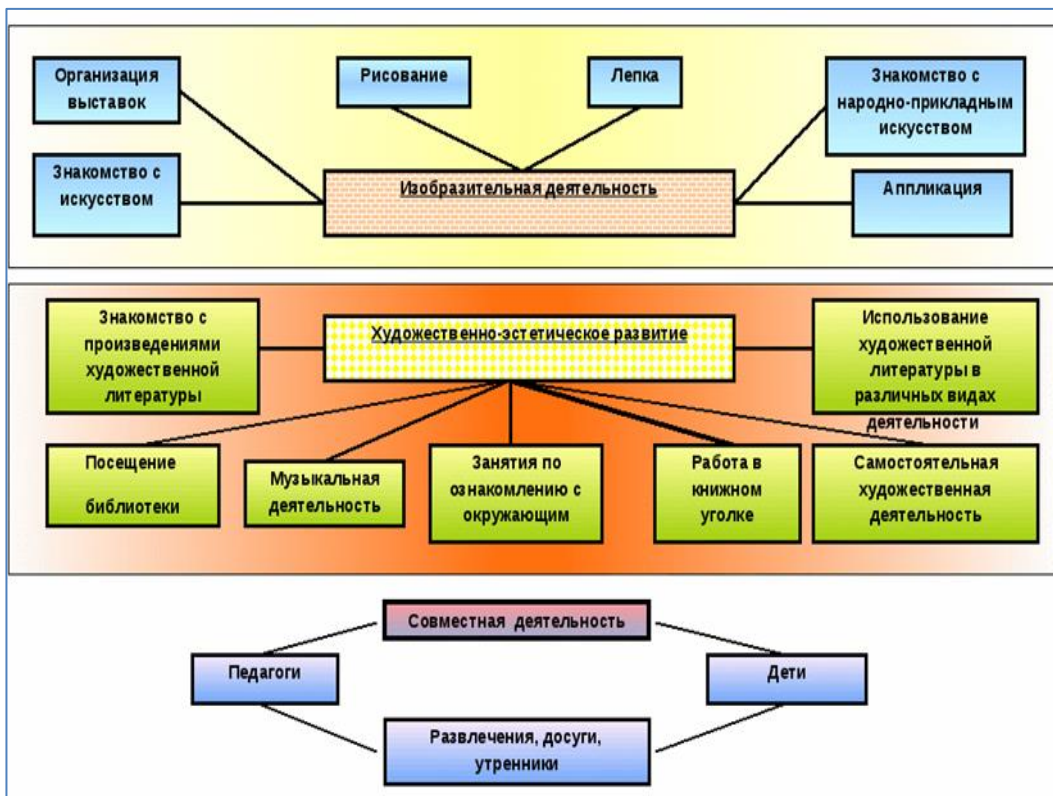 Организация
выставок
Рисование
Лепка
Знакомство с
народно-прикладным
искусством
Знакомство с
искусством
Изобразительная деятельность
Аппликация
Знакомство с
произведениями
художественной
литературы
Художественно-эстетическое развитие
Использование
художественной
литературы в
различных видах
деятельности
Посещение
библиотеки
Музыкальная
деятельность
Занятия по
ознакомлению с
окружающим
Работа в
книжном
уголке
Самостоятельная
художественная
деятельность
Совместная деятельность
Педагоги
Дети
Развлечения, досуги,
утренники